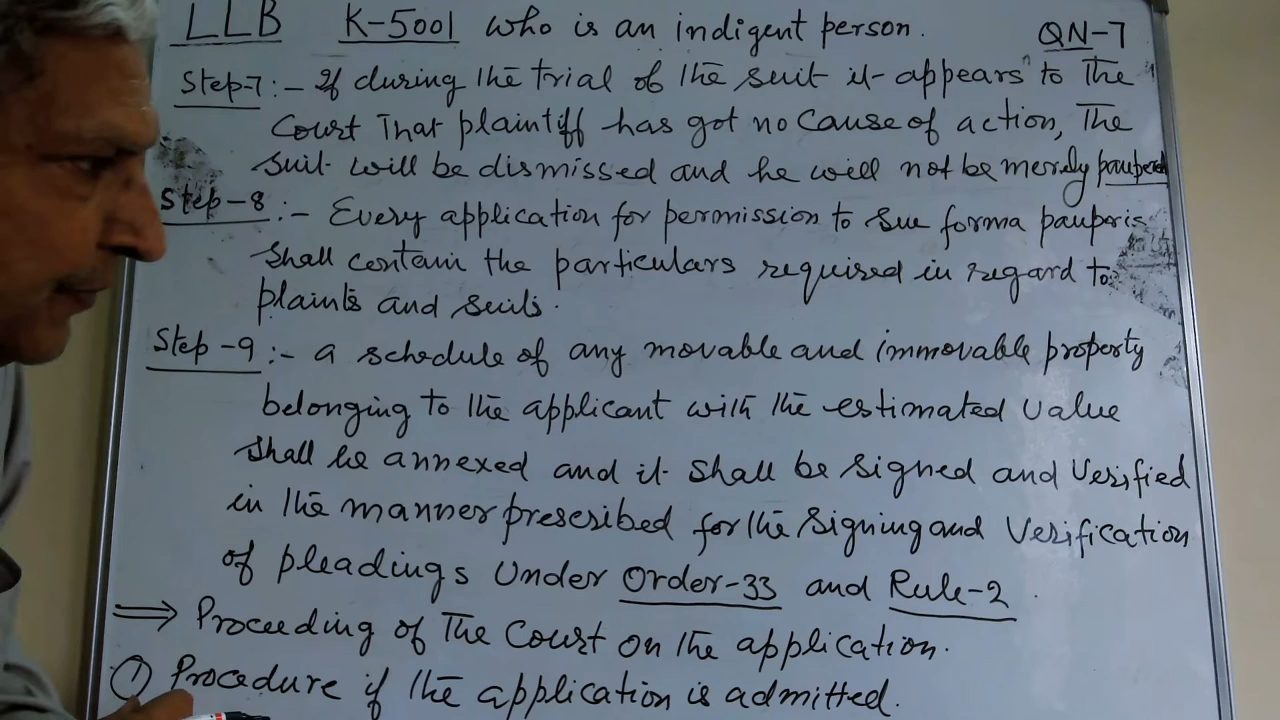 LLB K-5001 who is an indigent person. QN-7
Step-7:- If during the trial of the suit it appears to the
Court that plaintiff has got no cause of action, the
suit will be dismissed and he will not be merely
Step-8:- Every application for permission to sue forma pauperis
shall contain the particulars required in regard to
plaints and suits.
Step-9:- a schedule of any movable and immovable property
belonging to the applicant with the estimated value
shall be annexed and it shall be signed and verified
in the manner prescribed for the signing and verification
of pleadings under Order-33 and Rule-2.
⇒ Proceeding of the Court on the application.
① Procedure if the application is admitted.